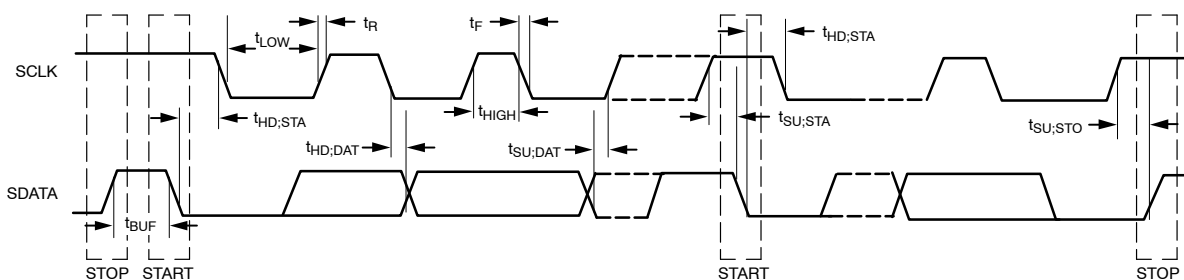 tR
tF
tLOW
tHD;STA
SCLK
tHD;STA
tHIGH
tSU;STA
tSU;STO
tHD;DAT
tSU;DAT
SDATA
tBUF
STOP
START
START
STOP